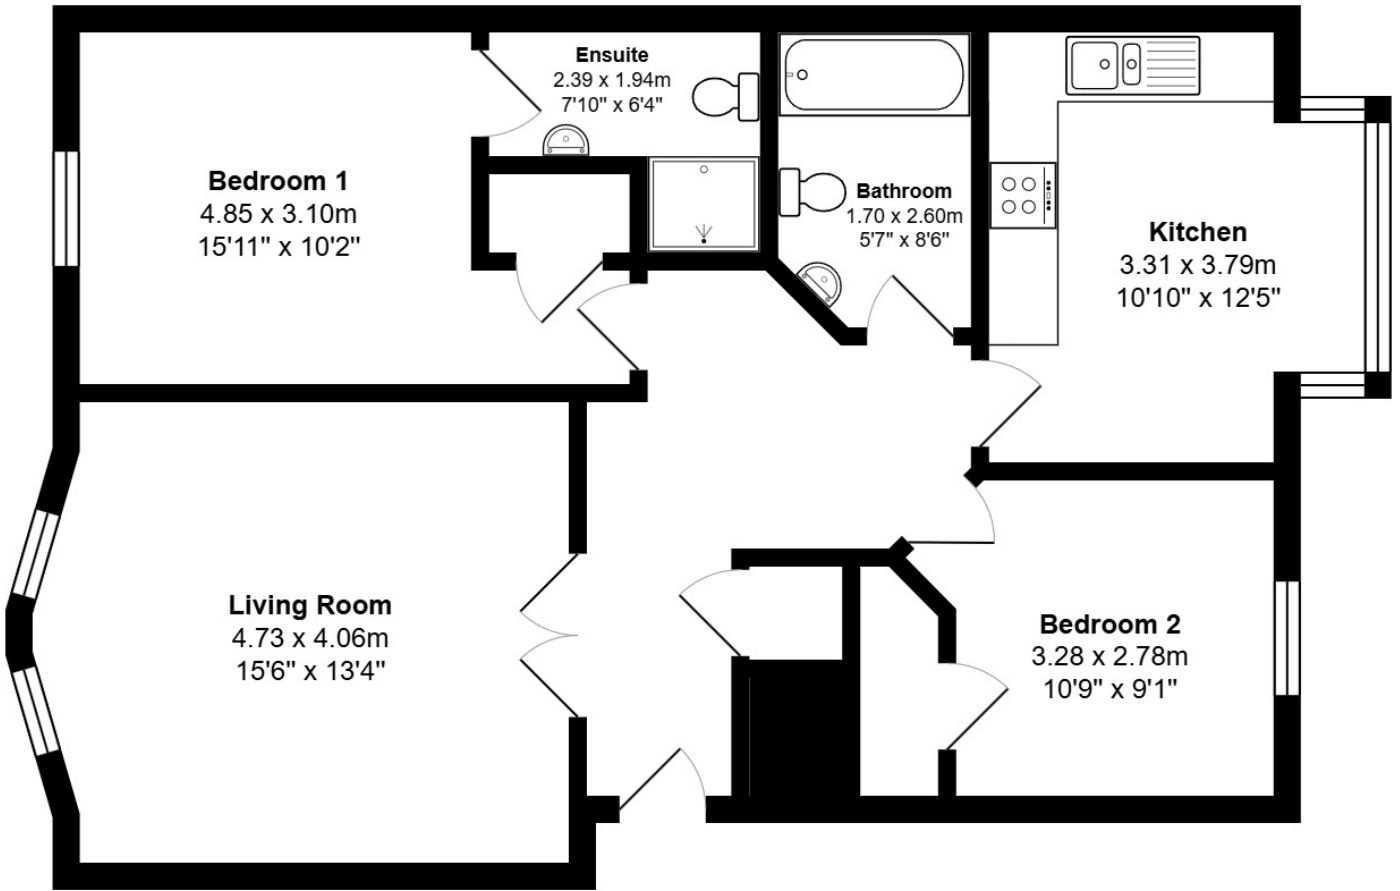 Ensuite
2.39 x 1.94m
7'10" x 6'4"
Bedroom 1
4.85 x 3.10m
15'11" x 10'2"
Bathroom
1.70 x 2.60m
5'7" x 8'6"
Kitchen
3.31 x 3.79m
10'10" x 12'5"
Living Room
4.73 x 4.06m
15'6" x 13'4"
Bedroom 2
3.28 x 2.78m
10'9" x 9'1"